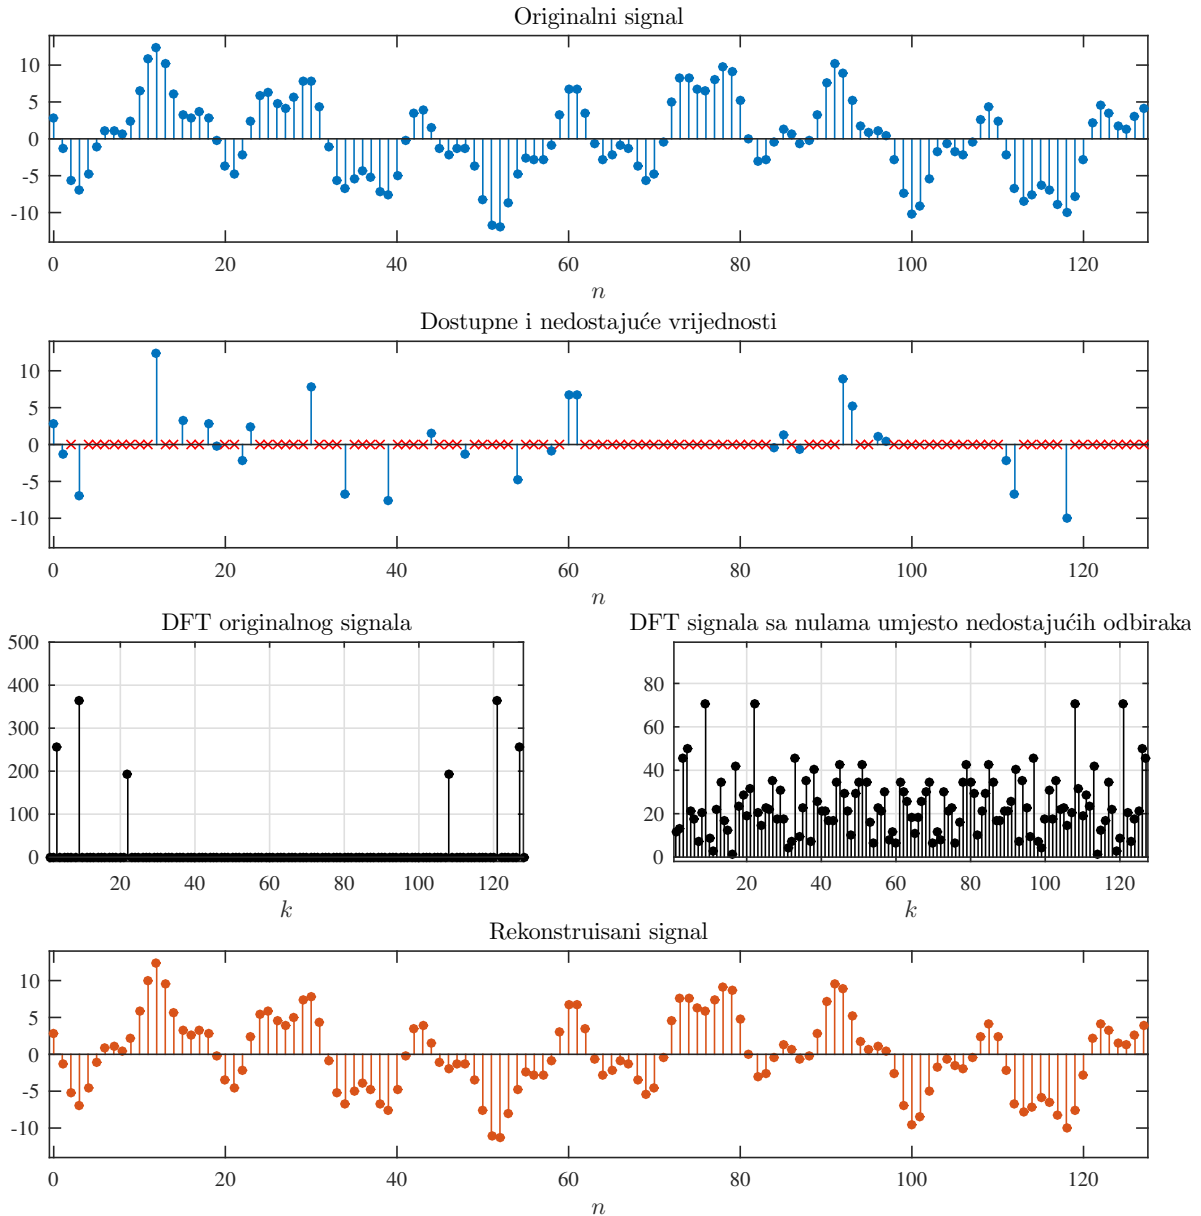 Originalni signal
10
5
0
-5
-10
0 20 40 60 80 100 120
n
Dostupne i nedostajuće vrijednosti
10
5
0
-5
-10
0 20 40 60 80 100 120
n
DFT originalnog signala
500
400
300
200
100
0
20 40 60 80 100 120
k
DFT signala sa nulama umjesto nedostajućih odbiraka
80
60
40
20
0
20 40 60 80 100 120
k
Rekonstruisani signal
10
5
0
-5
-10
0 20 40 60 80 100 120
n